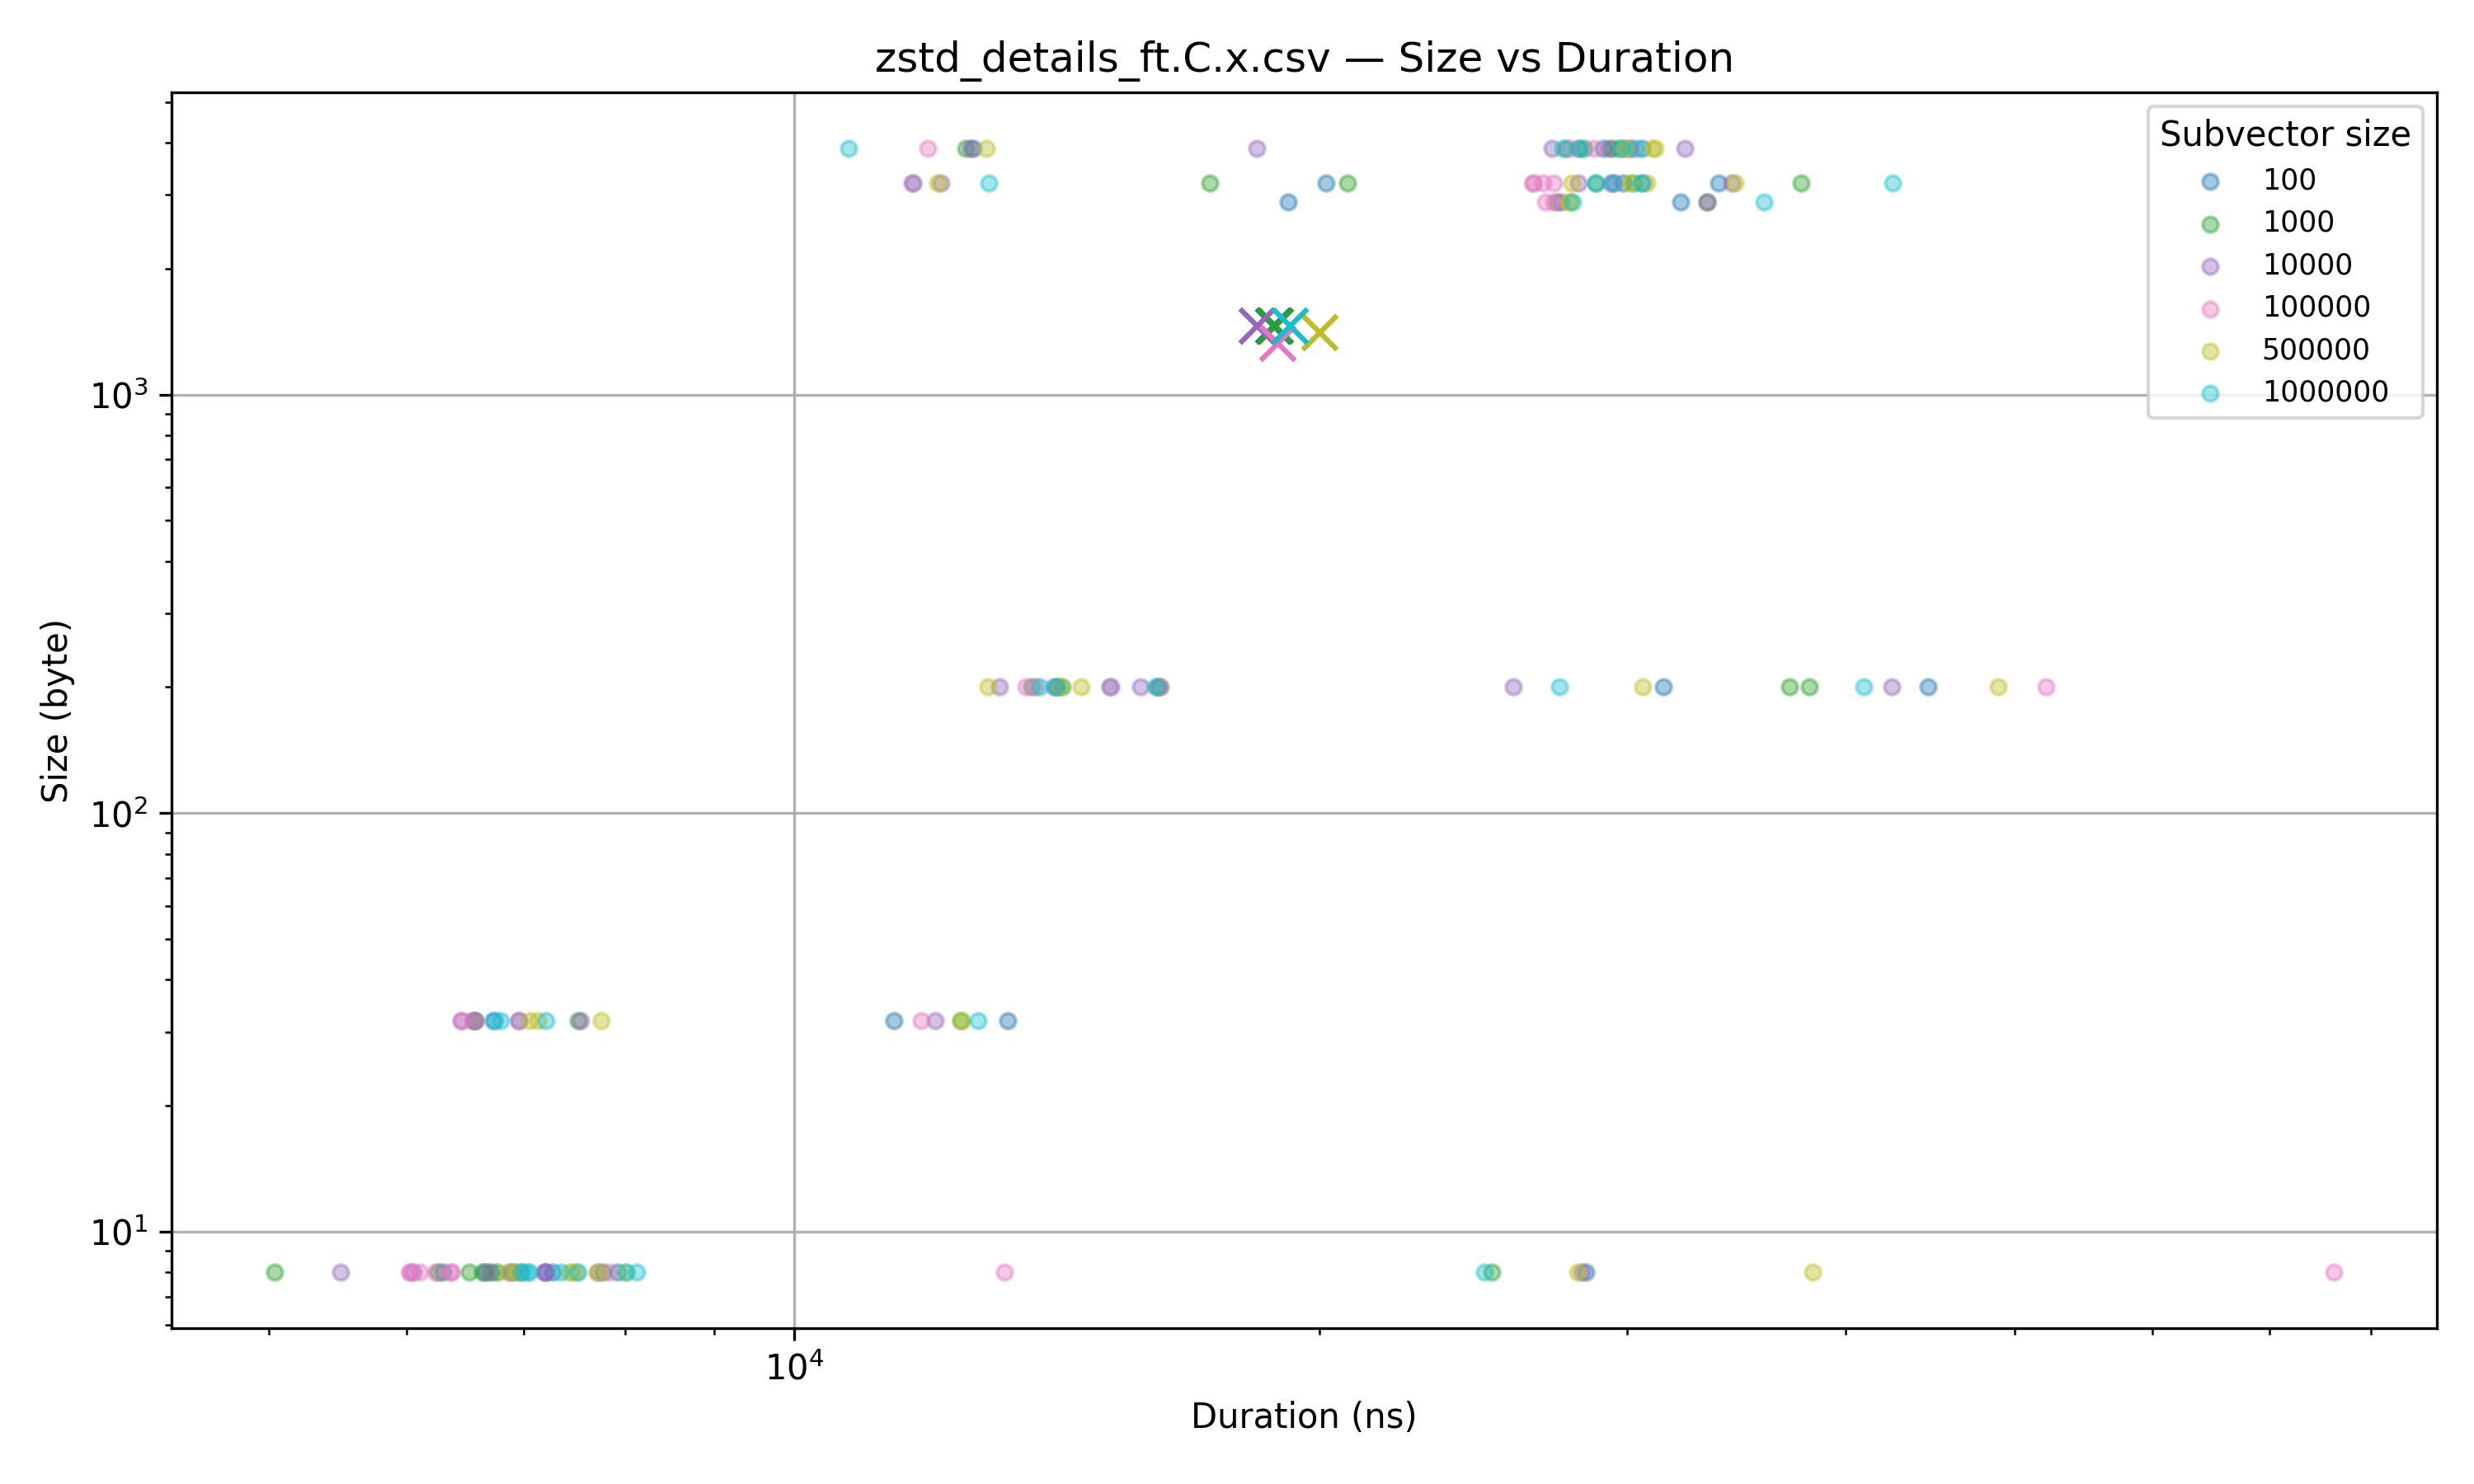 zstd_details_ft.C.x.csv — Size vs Duration
Subvector size
100
1000
10000
100000
500000
1000000
Size (byte)
10³
10²
10¹
10⁴
Duration (ns)